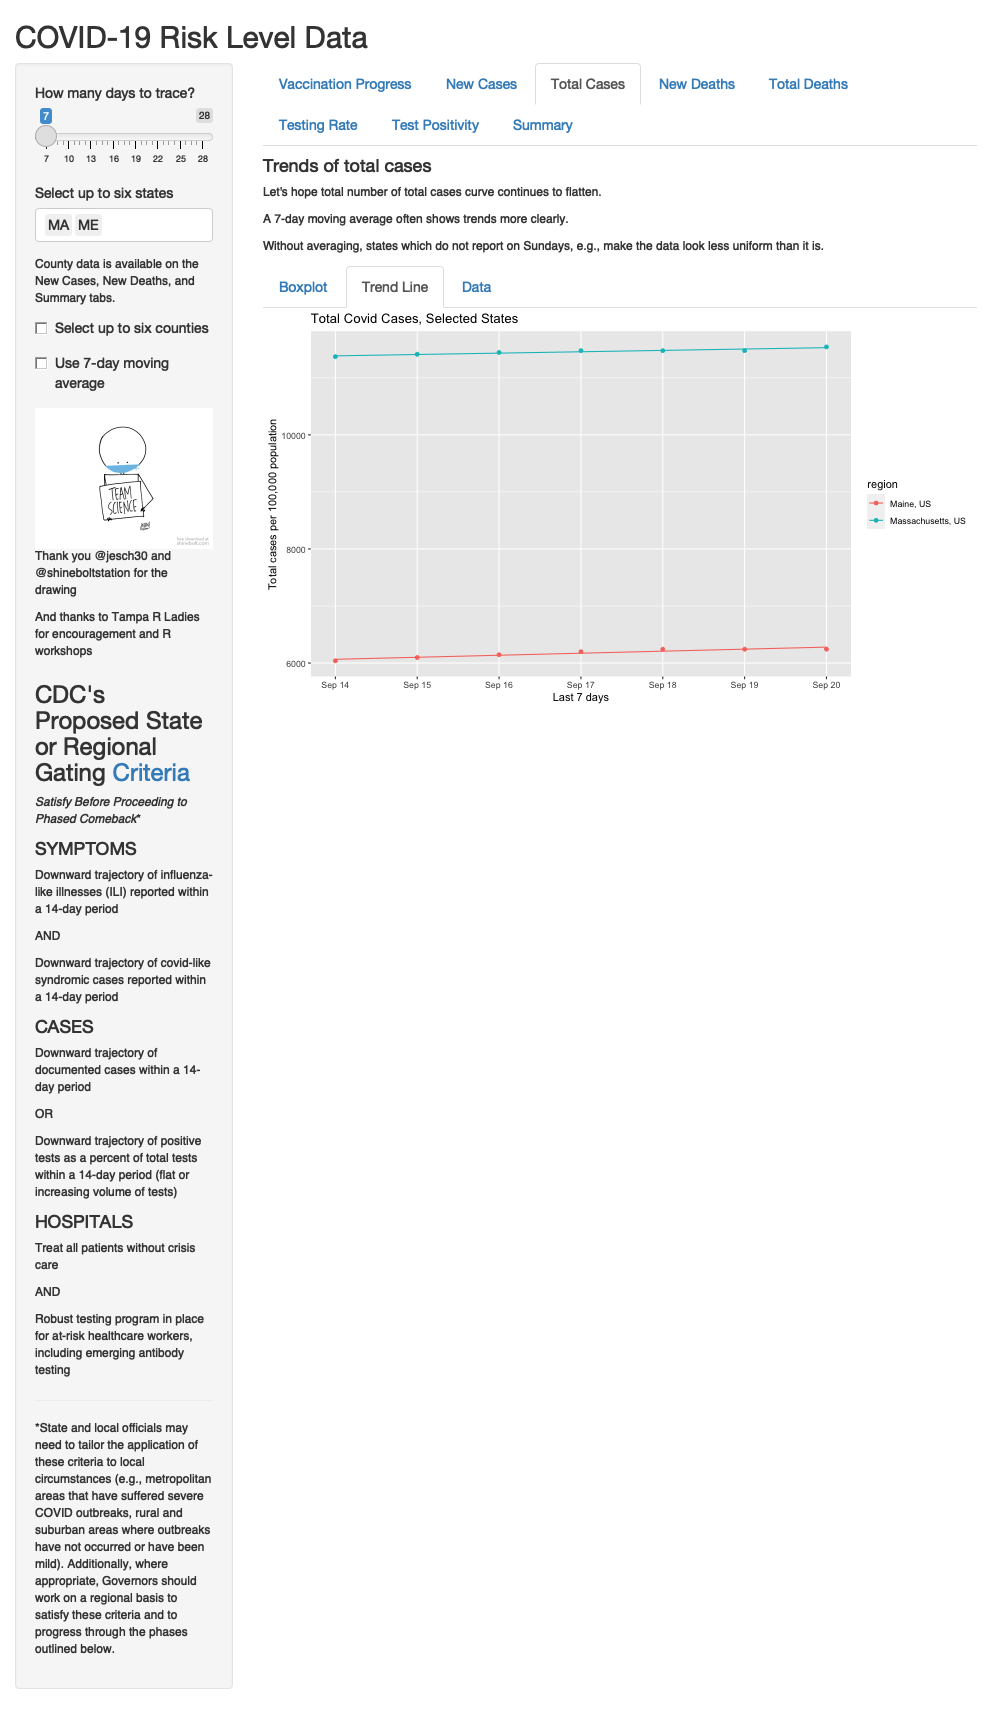 COVID-19 Risk Level Data
How many days to trace?
7
28
7 10 13 16 19 22 25 28
Select up to six states
MA ME
County data is available on the
New Cases, New Deaths, and
Summary tabs.
Select up to six counties
Use 7-day moving
average
TEAM
SCIENCE
free download at
shinebolt.com
Thank you @jesch30 and
@shineboltstation for the
drawing
And thanks to Tampa R Ladies
for encouragement and R
workshops
CDC's
Proposed State
or Regional
Gating Criteria
Satisfy Before Proceeding to
Phased Comeback*
SYMPTOMS
Downward trajectory of influenza-
like illnesses (ILI) reported within
a 14-day period
AND
Downward trajectory of covid-like
syndromic cases reported within
a 14-day period
CASES
Downward trajectory of
documented cases within a 14-
day period
OR
Downward trajectory of positive
tests as a percent of total tests
within a 14-day period (flat or
increasing volume of tests)
HOSPITALS
Treat all patients without crisis
care
AND
Robust testing program in place
for at-risk healthcare workers,
including emerging antibody
testing
*State and local officials may
need to tailor the application of
these criteria to local
circumstances (e.g., metropolitan
areas that have suffered severe
COVID outbreaks, rural and
suburban areas where outbreaks
have not occurred or have been
mild). Additionally, where
appropriate, Governors should
work on a regional basis to
satisfy these criteria and to
progress through the phases
outlined below.
Vaccination Progress New Cases Total Cases New Deaths Total Deaths
Testing Rate Test Positivity Summary
Trends of total cases
Let's hope total number of total cases curve continues to flatten.
A 7-day moving average often shows trends more clearly.
Without averaging, states which do not report on Sundays, e.g., make the data look less uniform than it is.
Boxplot Trend Line Data
Total Covid Cases, Selected States
Total cases per 100,000 population
10000
8000
6000
Sep 14 Sep 15 Sep 16 Sep 17 Sep 18 Sep 19 Sep 20
Last 7 days
region
Maine, US
Massachusetts, US